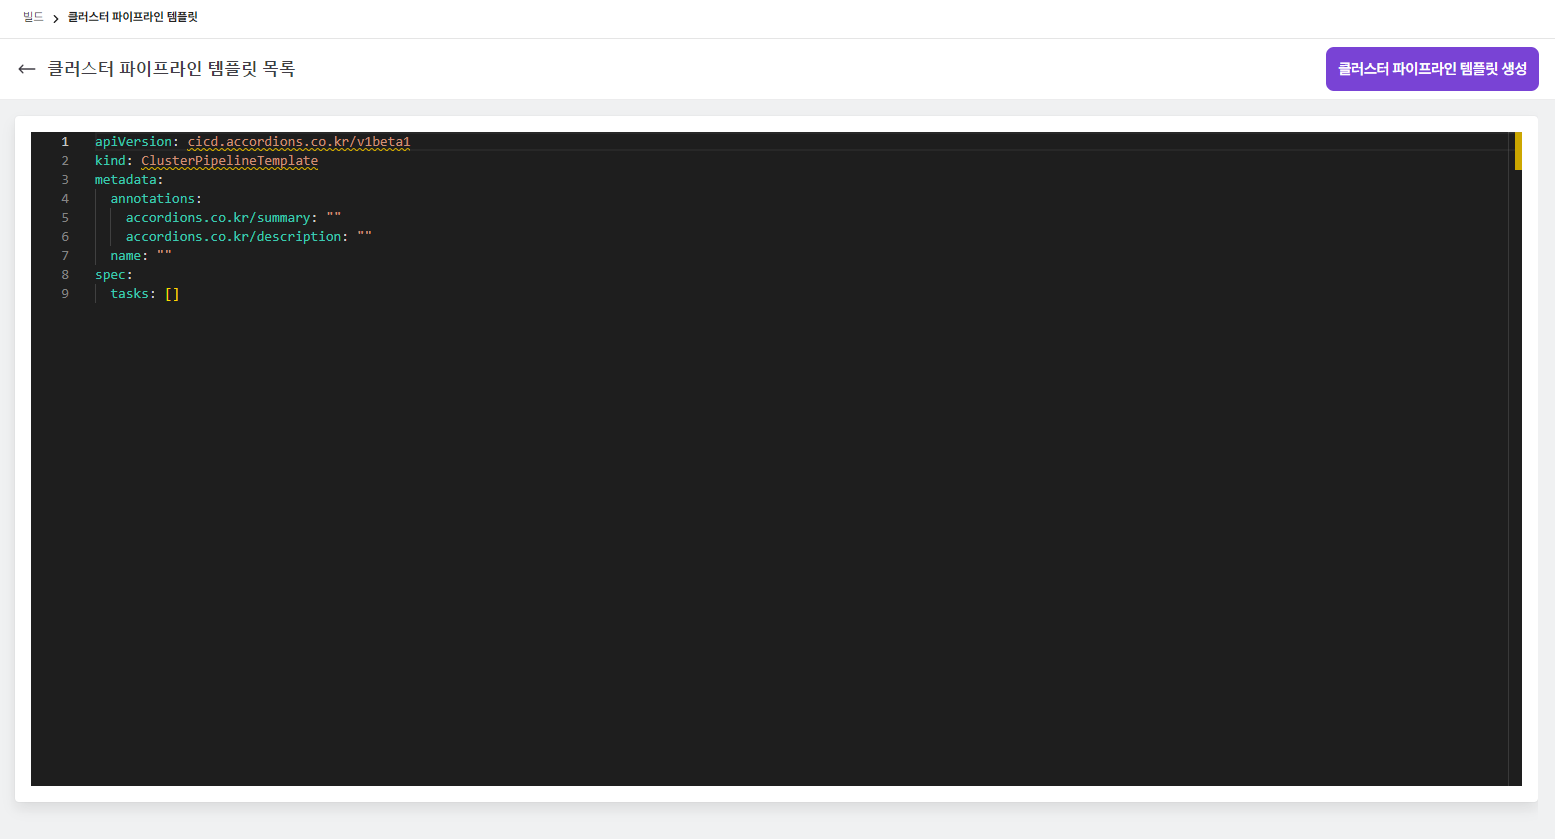 빌드 > 클러스터 파이프라인 템플릿
← 클러스터 파이프라인 템플릿 목록
클러스터 파이프라인 템플릿 생성
1 apiVersion: cicd.accordions.co.kr/v1beta1
2 kind: ClusterPipelineTemplate
3 metadata:
4   annotations:
5     accordions.co.kr/summary: ""
6     accordions.co.kr/description: ""
7   name: ""
8 spec:
9   tasks: []